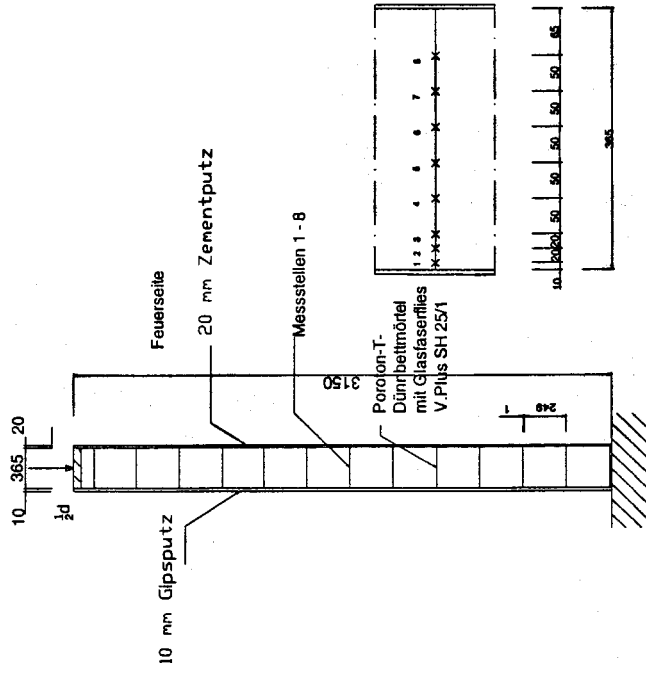 10
365
20
½d
10 mm Gipsputz
Feuerseite
20 mm Zementputz
Messstellen 1 - 8
3150
Poroton-T-
Dünnbettmörtel
mit Glasfaserflies
V.Plus SH 25/1
1
249
1 2 3 4 5 6 7 8
10 20 20 50 50 50 50 50 65
365